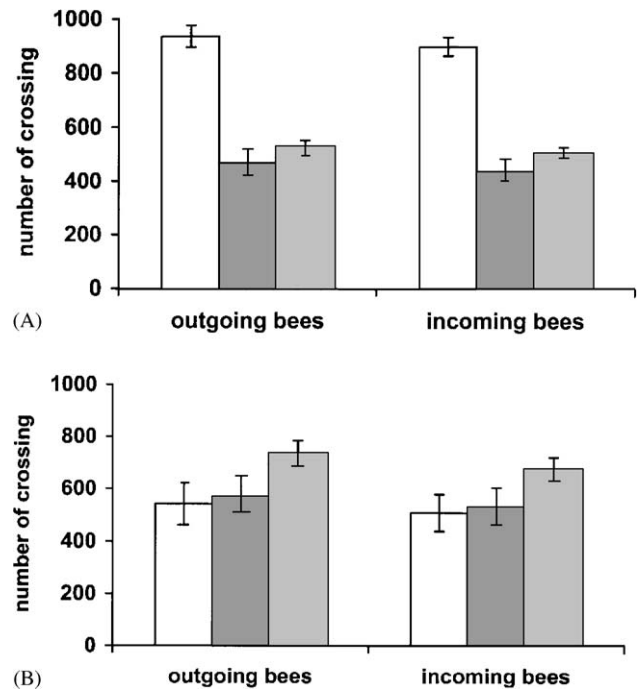 1000
800
600
400
200
0
number of crossing
outgoing bees incoming bees
(A)
1000
800
600
400
200
0
number of crossing
outgoing bees incoming bees
(B)